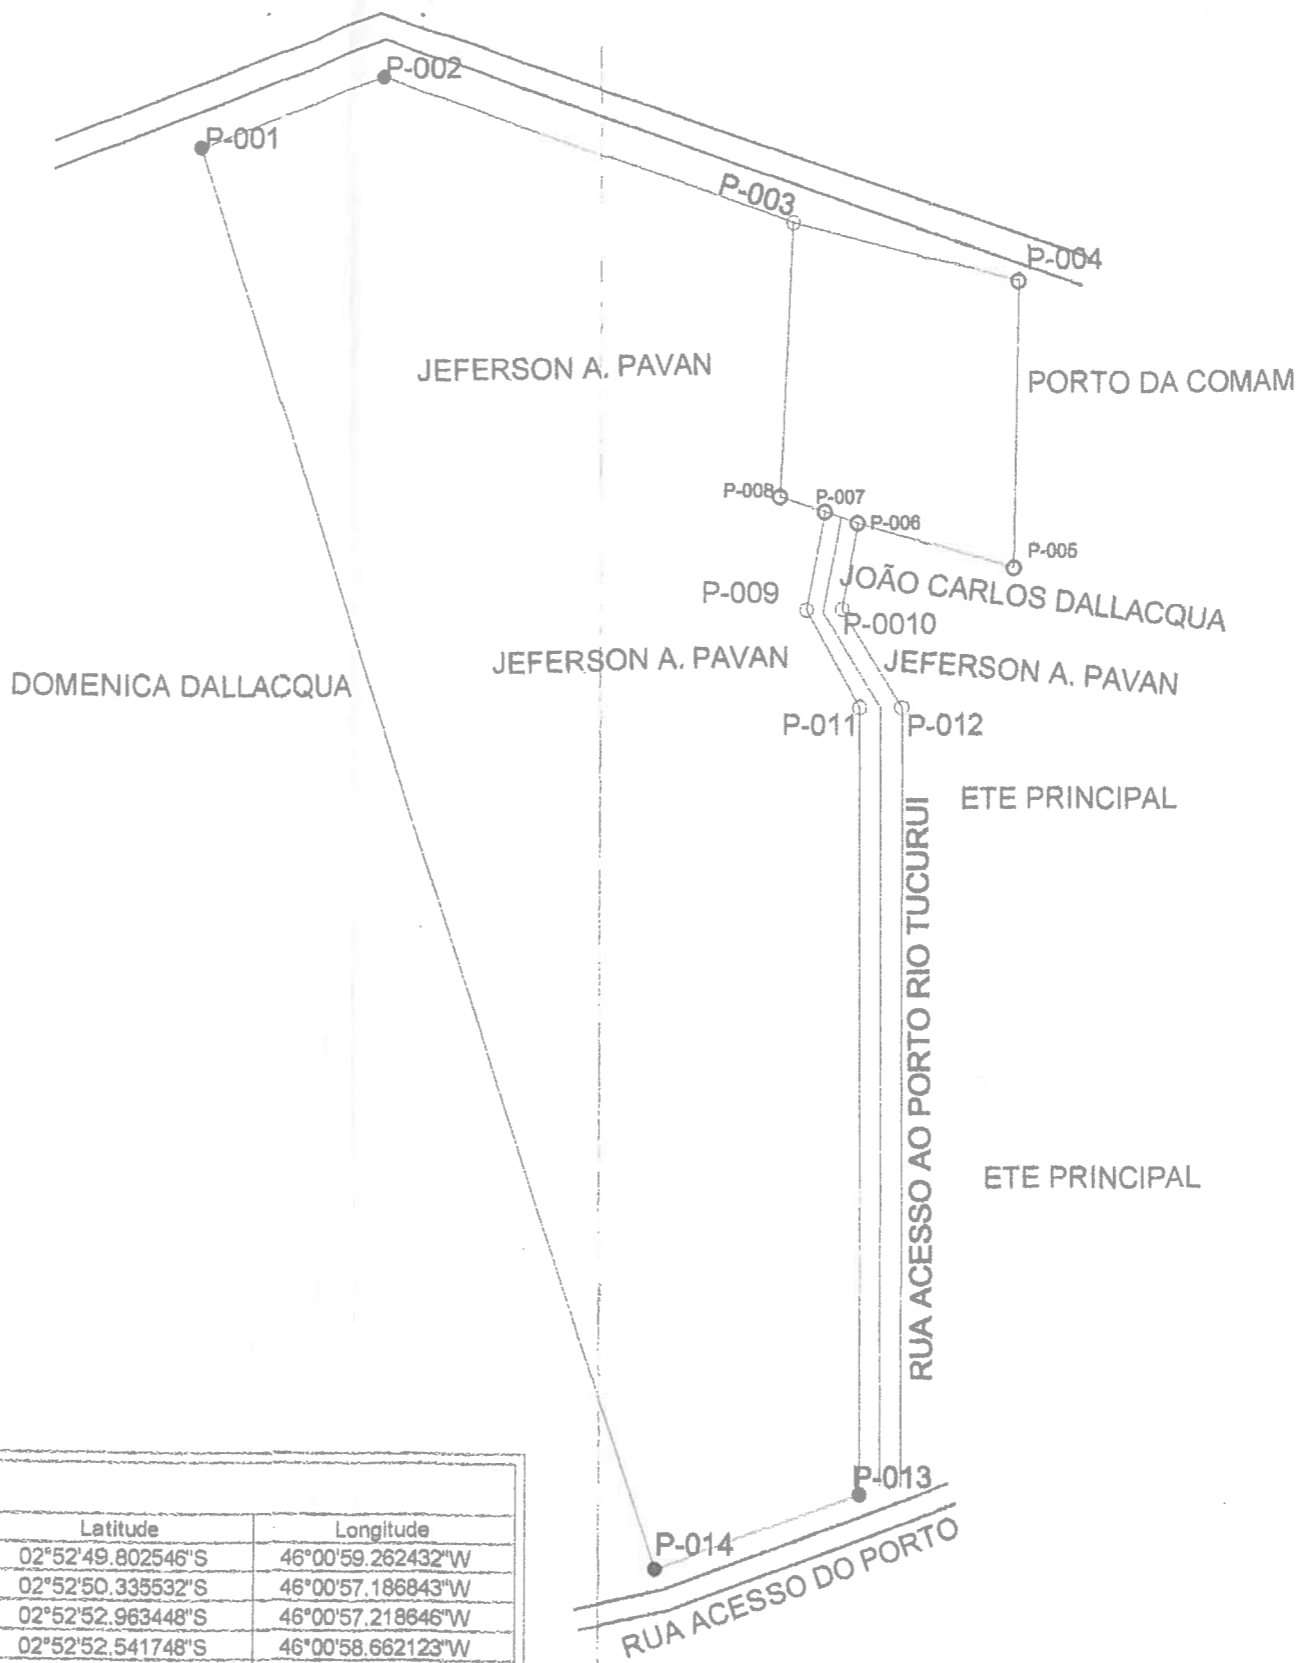 P-002
P-001
P-003
P-004
JEFERSON A. PAVAN
PORTO DA COMAM
P-008
P-007
P-006
P-005
P-009
JOÃO CARLOS DALLACQUA
P-0010
JEFERSON A. PAVAN
JEFERSON A. PAVAN
DOMENICA DALLACQUA
P-011
P-012
ETE PRINCIPAL
RUA ACESSO AO PORTO RIO TUCURUI
ETE PRINCIPAL
P-013
P-014
RUA ACESSO DO PORTO
Latitude Longitude
02°52'49.802546"S 46°00'59.262432"W
02°52'50.335532"S 46°00'57.186843"W
02°52'52.963448"S 46°00'57.218646"W
02°52'52.541748"S 46°00'58.662123"W